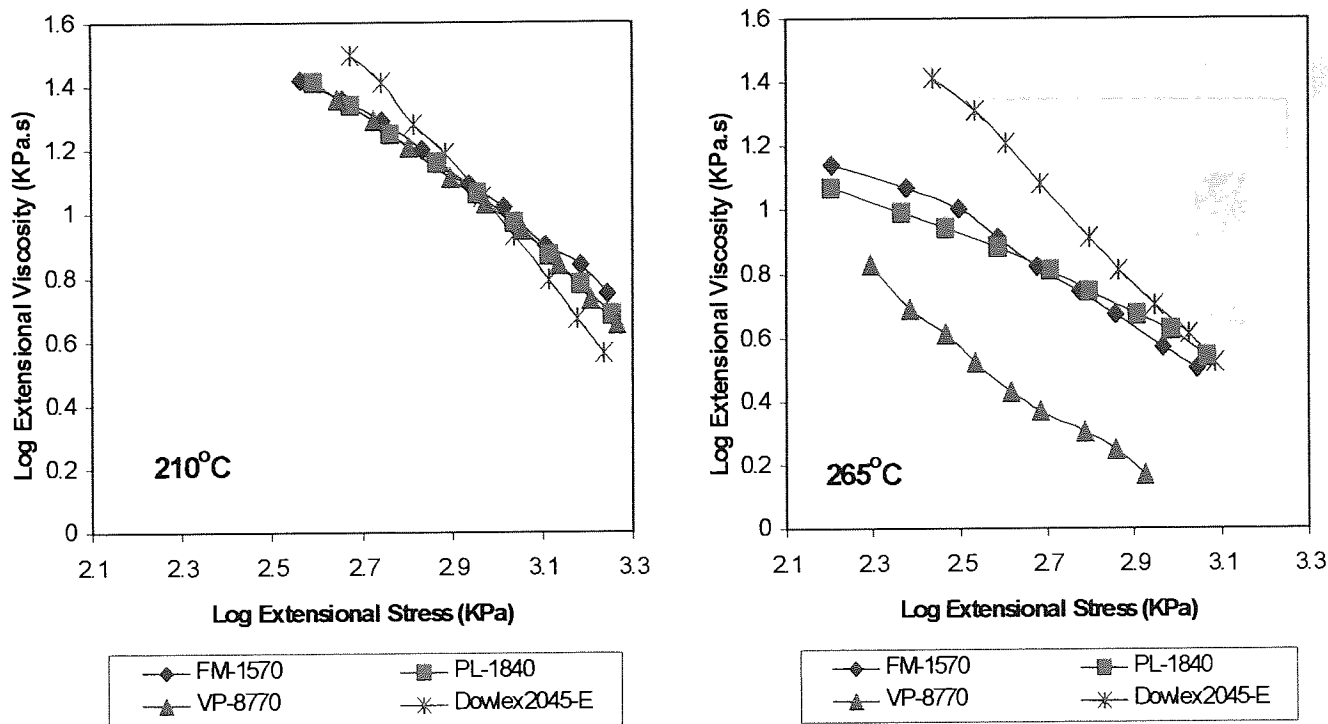 Log Extensional Viscosity (KPa.s)
1.6
1.4
1.2
1
0.8
0.6
0.4
0.2
0
210°C
2.1 2.3 2.5 2.7 2.9 3.1 3.3
Log Extensional Stress (KPa)
FM-1570 PL-1840
VP-8770 Dowlex2045-E
Log Extensional Viscosity (KPa.s)
1.6
1.4
1.2
1
0.8
0.6
0.4
0.2
0
265°C
2.1 2.3 2.5 2.7 2.9 3.1 3.3
Log Extensional Stress (KPa)
FM-1570 PL-1840
VP-8770 Dowlex2045-E